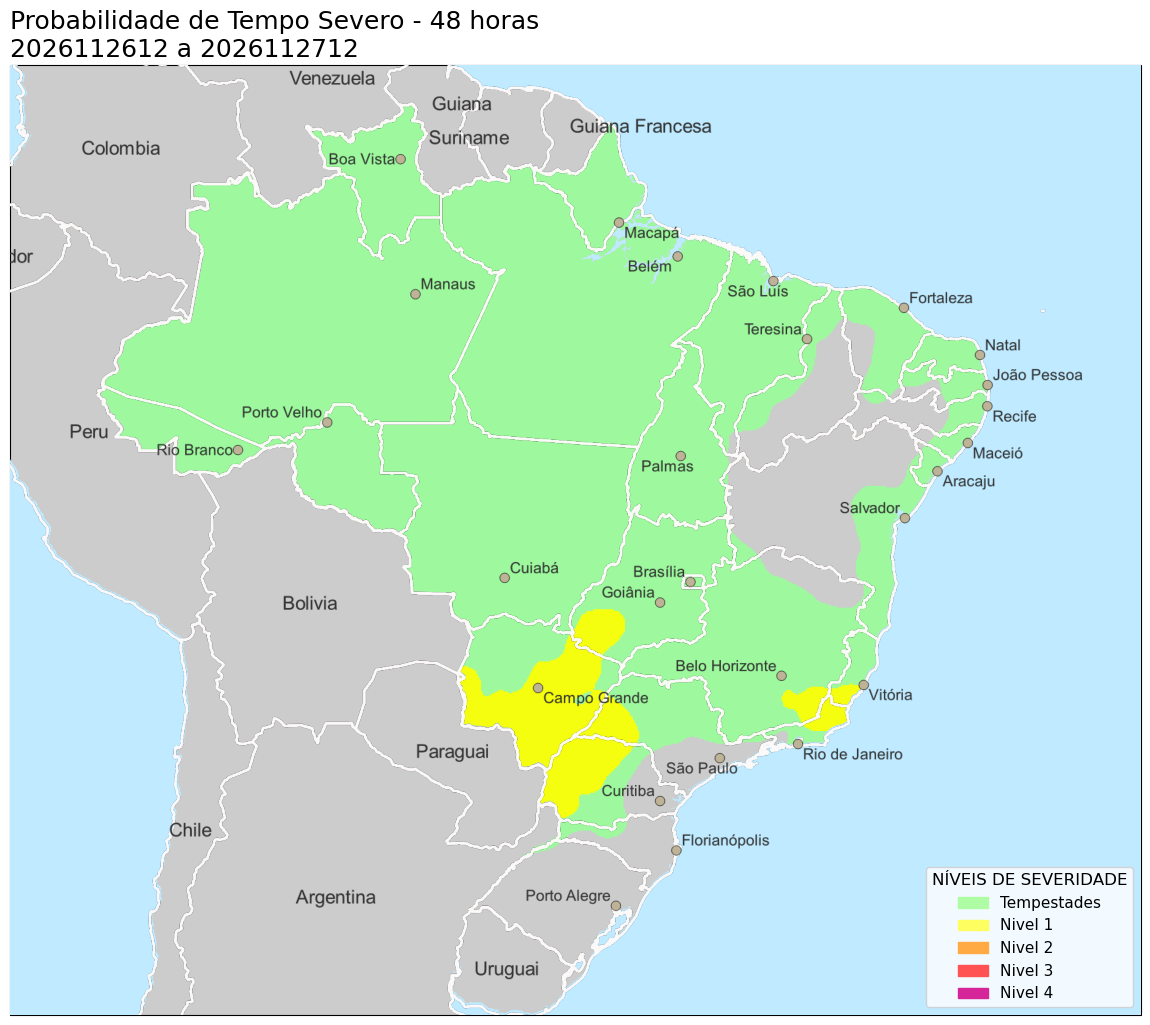 Probabilidade de Tempo Severo - 48 horas
2026112612 a 2026112712
Venezuela
Guiana
Colombia
Suriname
Guiana Francesa
Boa Vista
Macapá
dor
Belém
Manaus
São Luís
Fortaleza
Teresina
Natal
João Pessoa
Porto Velho
Recife
Peru
Rio Branco
Palmas
Maceió
Aracaju
Salvador
Cuiabá
Brasília
Goiânia
Bolivia
Belo Horizonte
Campo Grande
Vitória
Paraguai
São Paulo
Rio de Janeiro
Curitiba
Chile
Florianópolis
Argentina
Porto Alegre
Uruguai
NÍVEIS DE SEVERIDADE
Tempestades
Nivel 1
Nivel 2
Nivel 3
Nivel 4